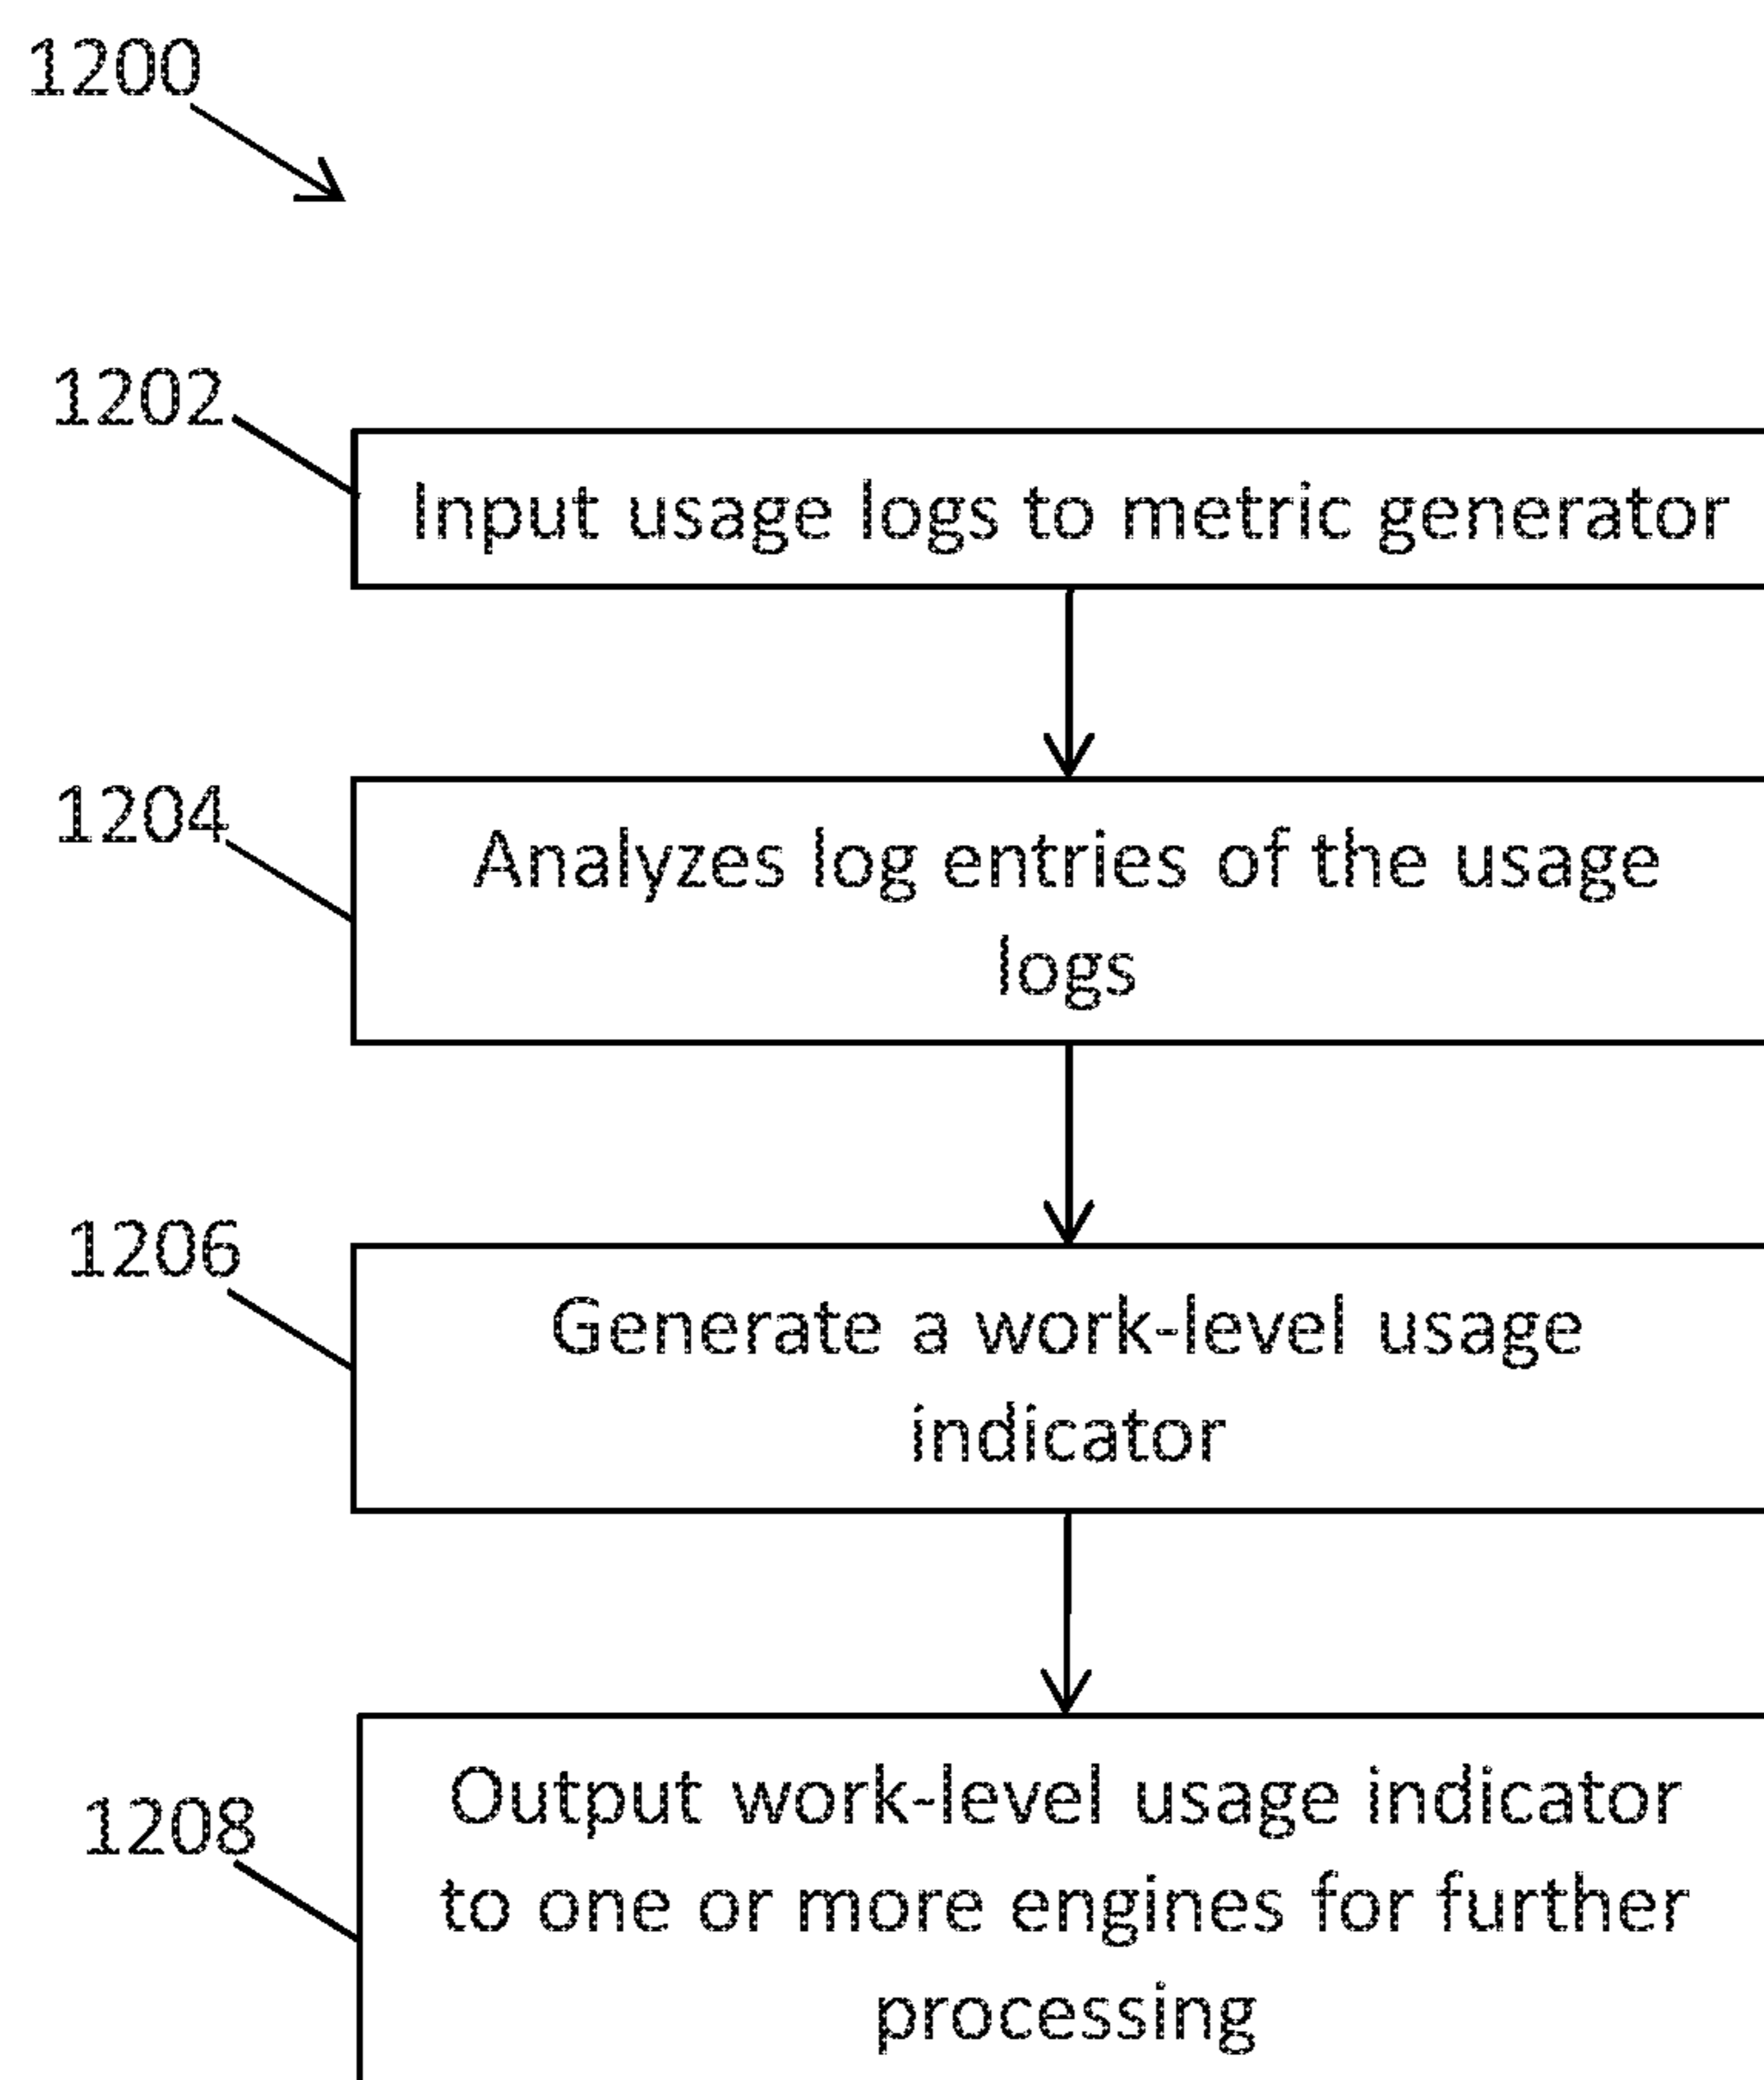 1200
1202
Input usage logs to metric generator
1204
Analyzes log entries of the usage
logs
1206
Generate a work-level usage
indicator
1208
Output work-level usage indicator
to one or more engines for further
processing